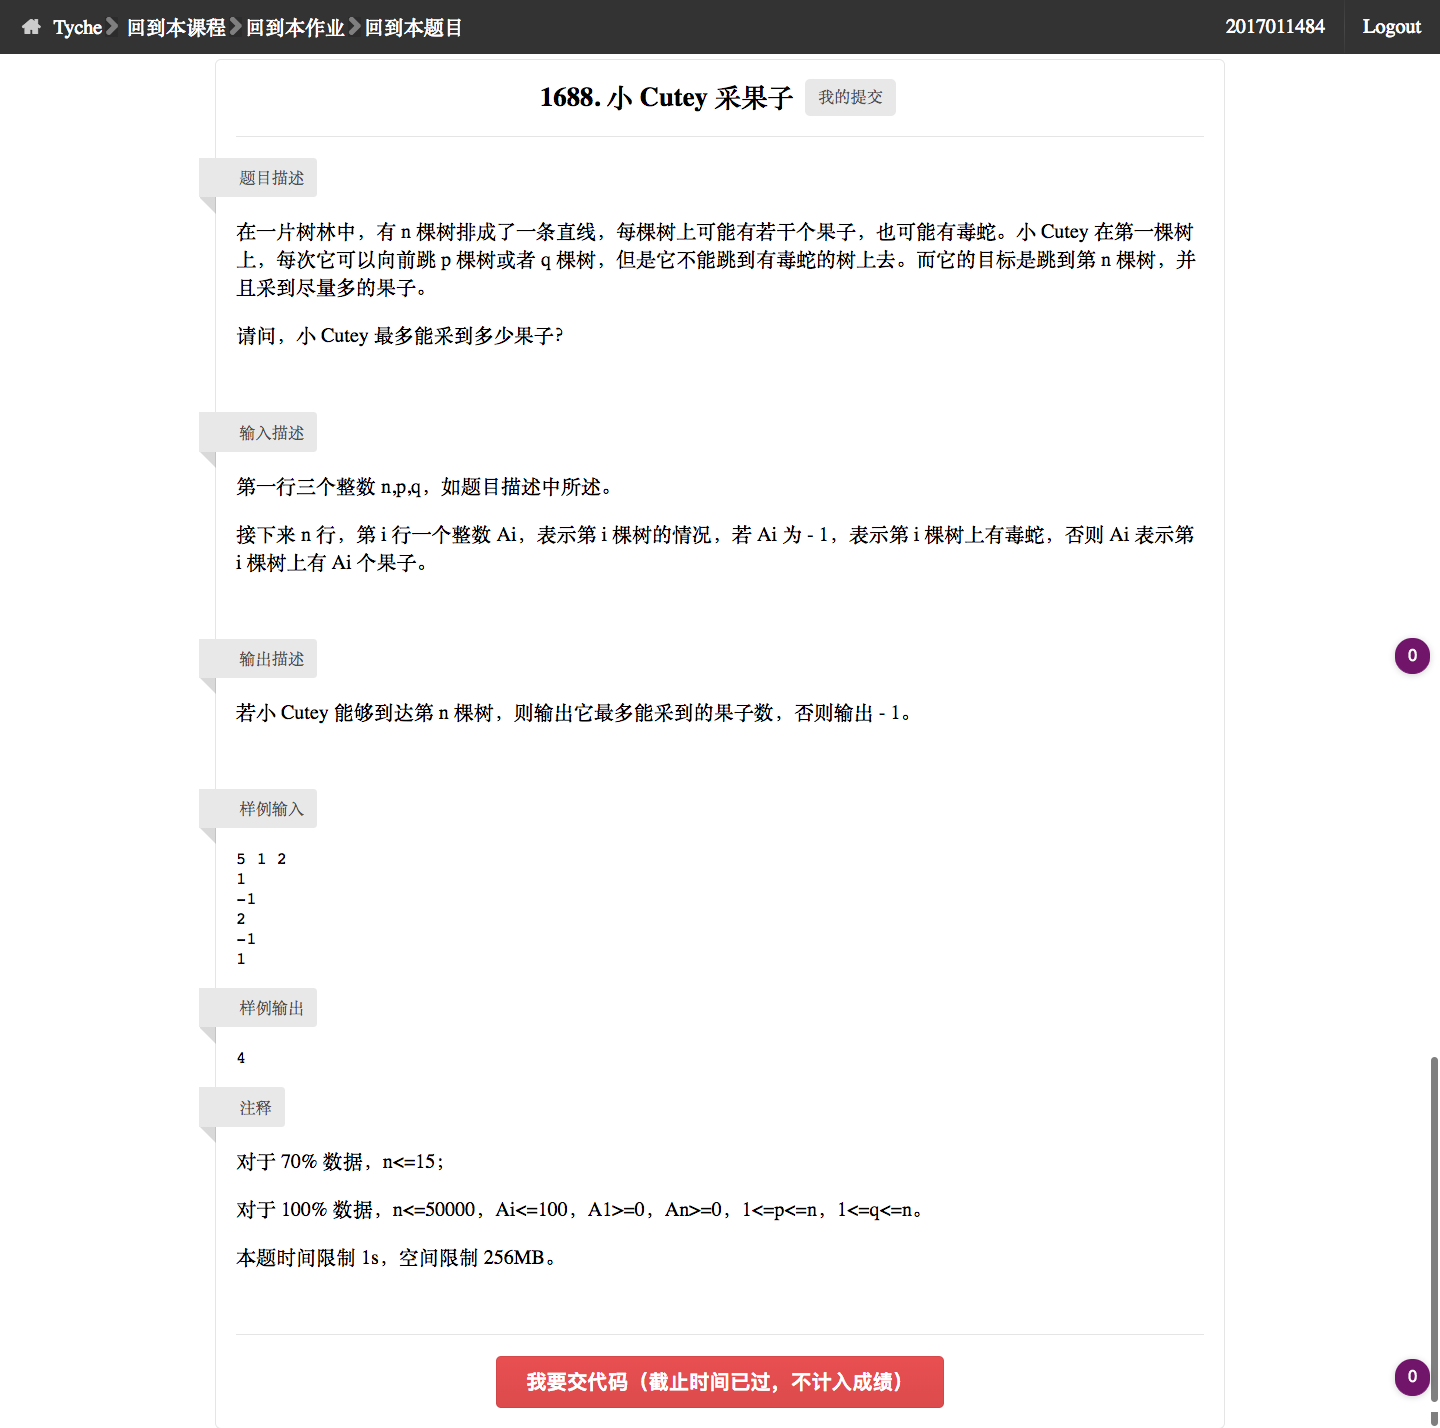 Tyche 回到本课程 回到本作业 回到本题目 2017011484 Logout
1688. 小 Cutey 采果子 我的提交
题目描述
在一片树林中，有 n 棵树排成了一条直线，每棵树上可能有若干个果子，也可能有毒蛇。小 Cutey 在第一棵树
上，每次它可以向前跳 p 棵树或者 q 棵树，但是它不能跳到有毒蛇的树上去。而它的目标是跳到第 n 棵树，并
且采到尽量多的果子。
请问，小 Cutey 最多能采到多少果子？
输入描述
第一行三个整数 n,p,q，如题目描述中所述。
接下来 n 行，第 i 行一个整数 Ai，表示第 i 棵树的情况，若 Ai 为 - 1，表示第 i 棵树上有毒蛇，否则 Ai 表示第
i 棵树上有 Ai 个果子。
输出描述
0
若小 Cutey 能够到达第 n 棵树，则输出它最多能采到的果子数，否则输出 - 1。
样例输入
5 1 2
1
-1
2
-1
1
样例输出
4
注释
对于 70% 数据，n<=15；
对于 100% 数据，n<=50000，Ai<=100，A1>=0，An>=0，1<=p<=n，1<=q<=n。
本题时间限制 1s，空间限制 256MB。
我要交代码（截止时间已过，不计入成绩）
0